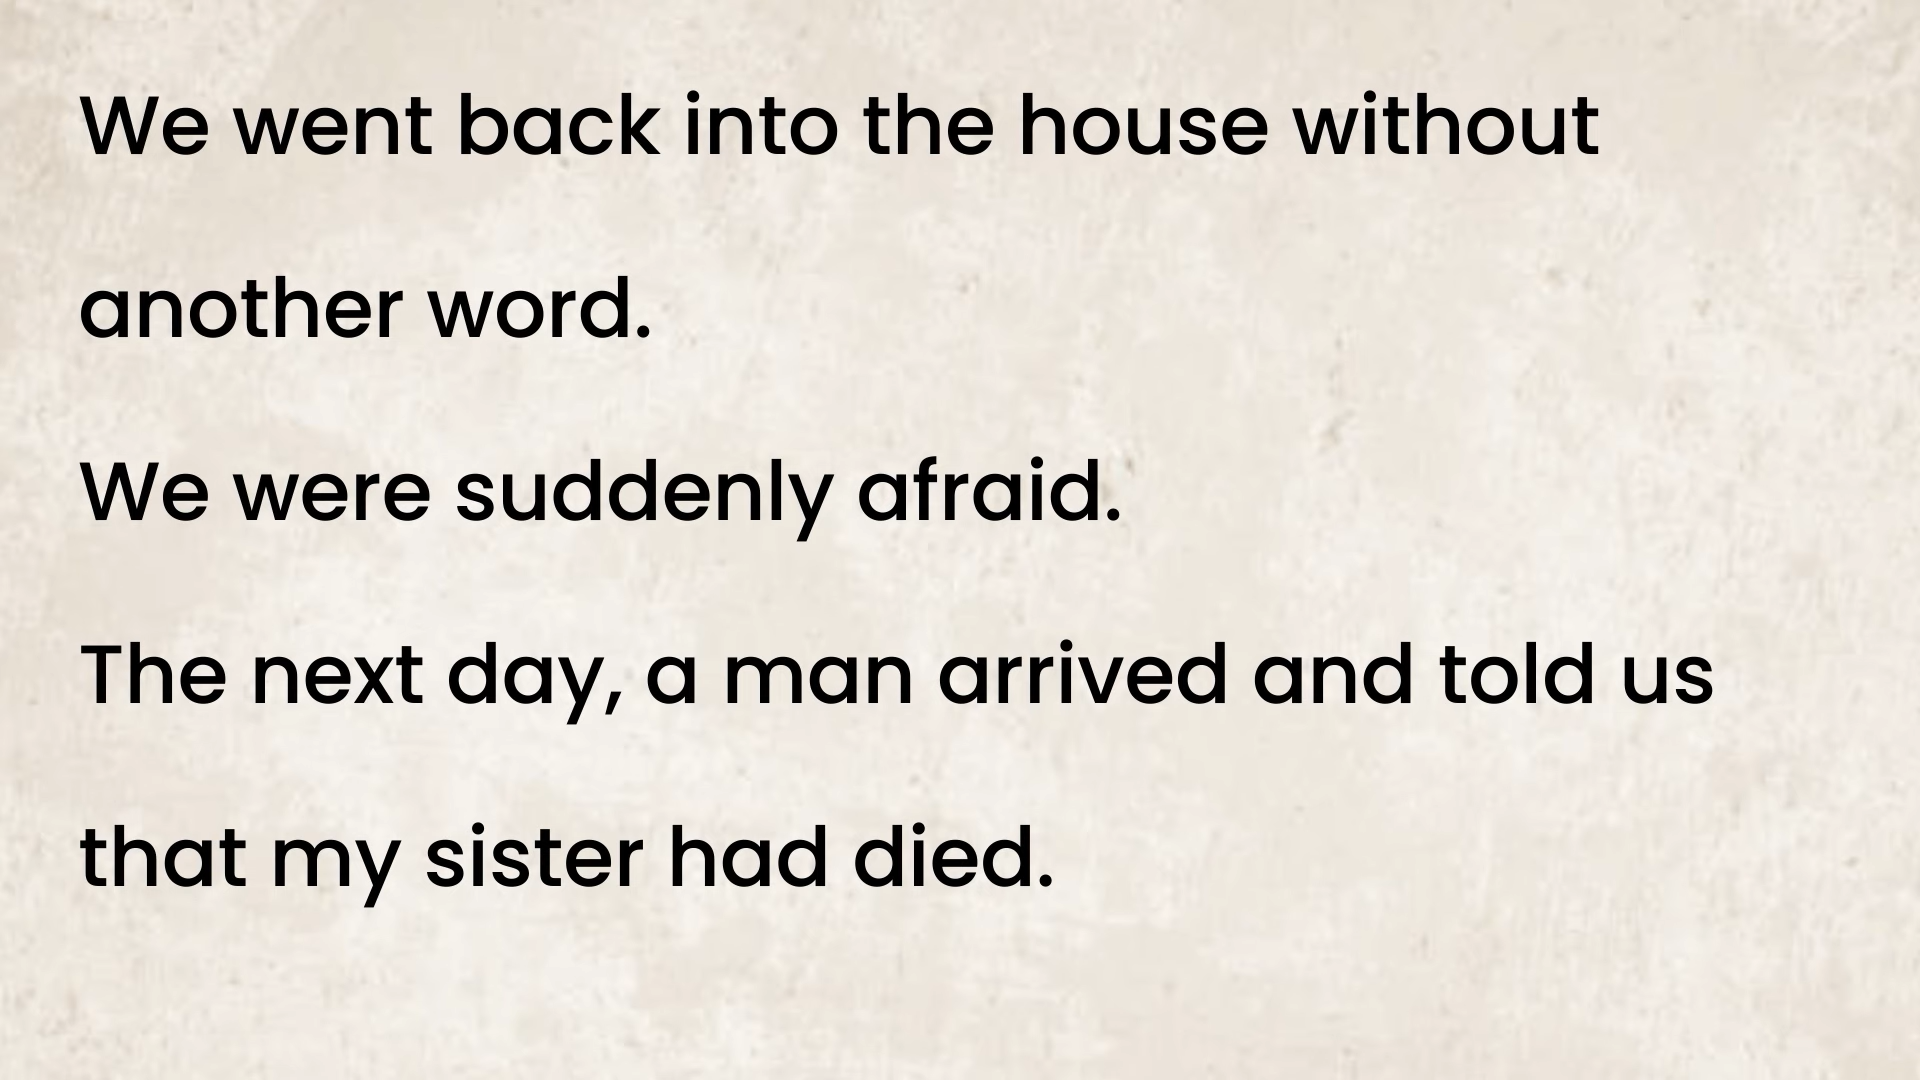 We went back into the house without
another word.
We were suddenly afraid.
The next day, a man arrived and told us
that my sister had died.